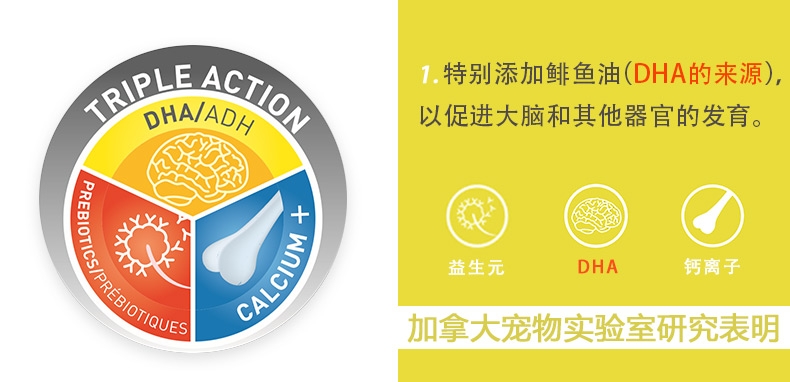 TRIPLE ACTION
DHA/ADH
PREBIOTICS/PRÉBIOTIQUES
CALCIUM +
1.特别添加鲱鱼油(DHA的来源),
以促进大脑和其他器官的发育。
益生元
DHA
钙离子
加拿大宠物实验室研究表明